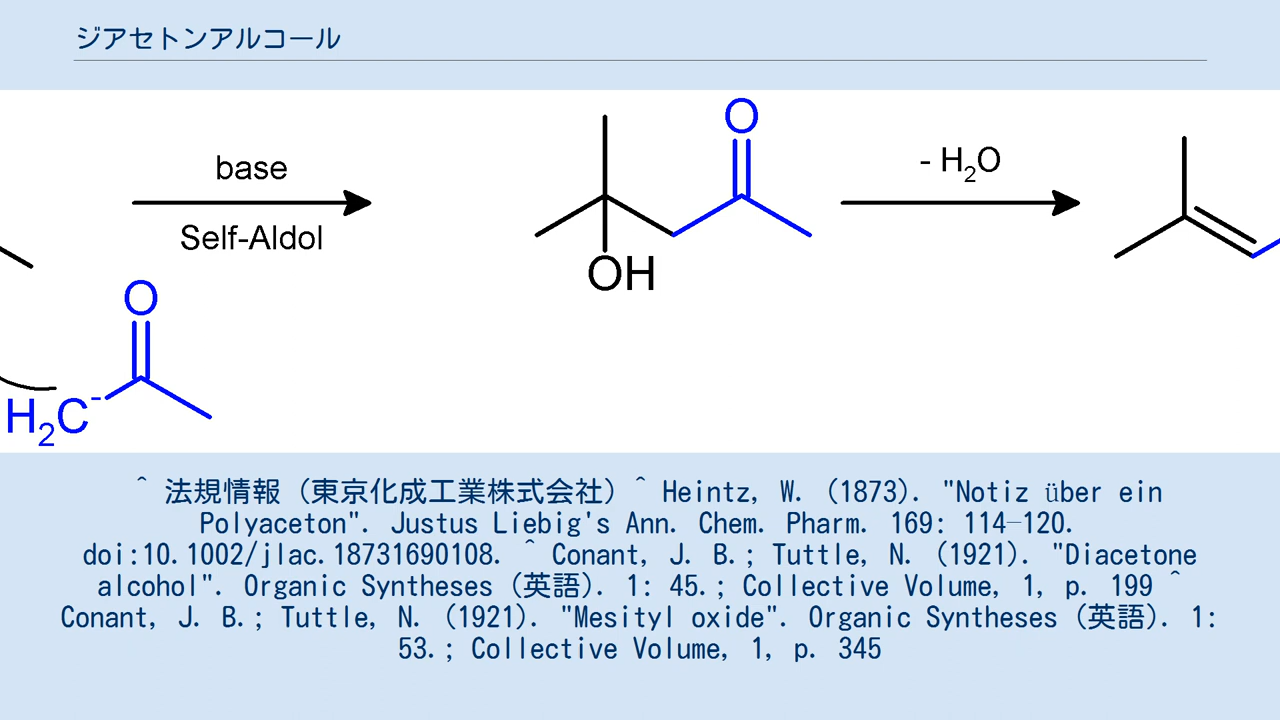 ジアセトンアルコール
base
Self-Aldol
O
OH
- H2O
O
H2C-
^ 法規情報 (東京化成工業株式会社) ^ Heintz, W. (1873). "Notiz über ein
Polyaceton". Justus Liebig's Ann. Chem. Pharm. 169: 114–120.
doi:10.1002/jlac.18731690108. ^ Conant, J. B.; Tuttle, N. (1921). "Diacetone
alcohol". Organic Syntheses (英語). 1: 45.; Collective Volume, 1, p. 199 ^
Conant, J. B.; Tuttle, N. (1921). "Mesityl oxide". Organic Syntheses (英語). 1:
53.; Collective Volume, 1, p. 345